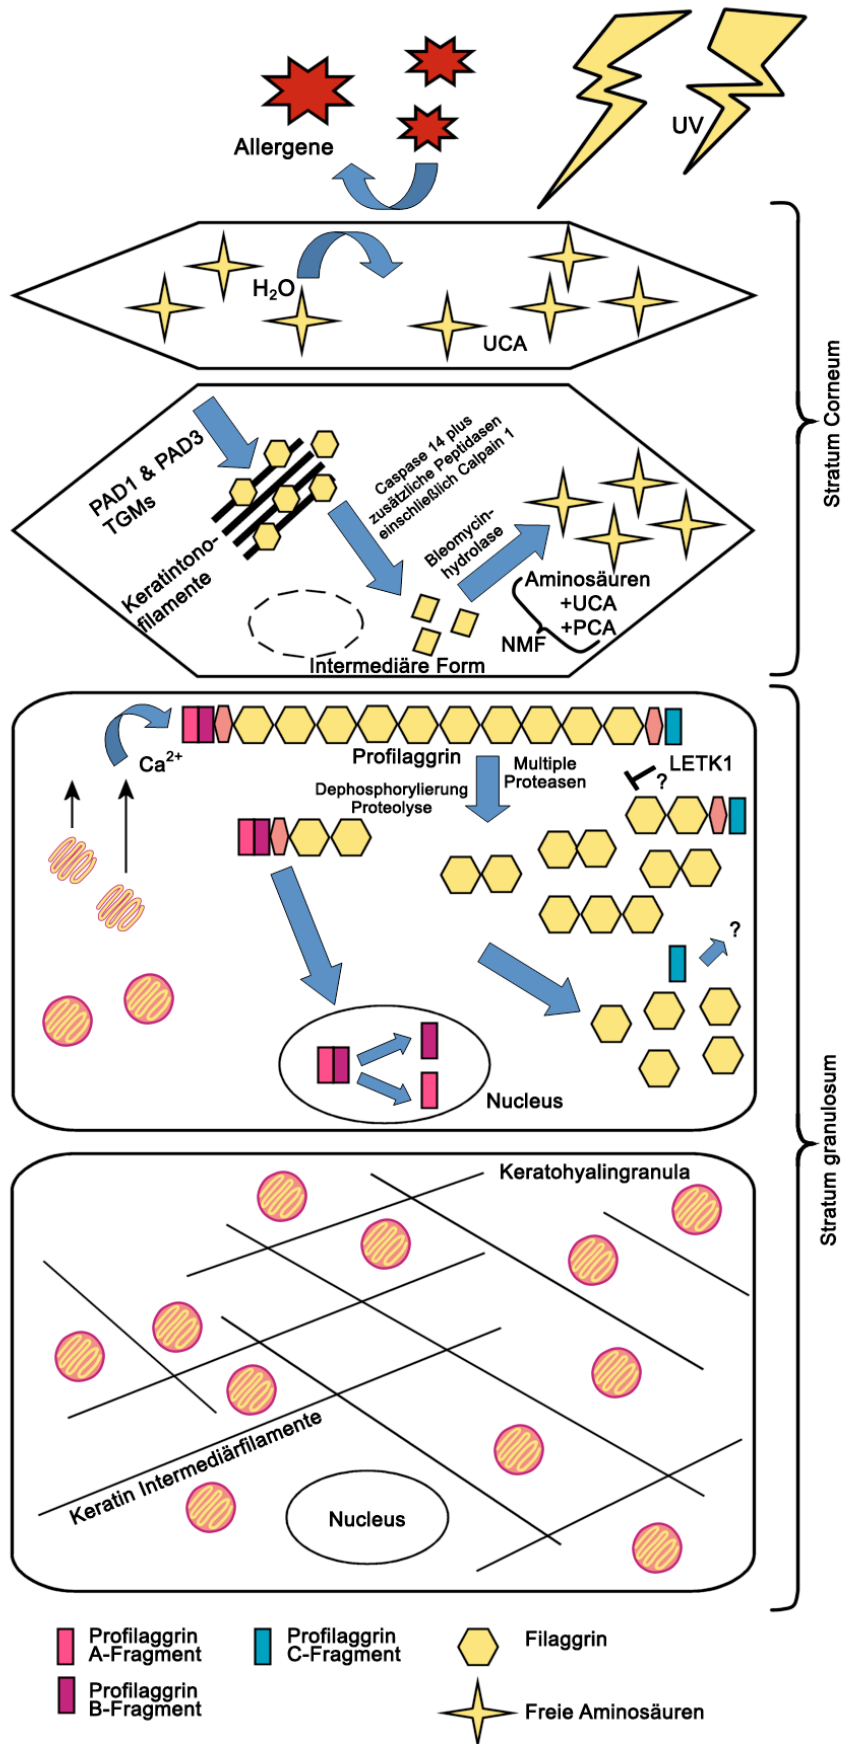 Allergene
UV
H₂O
UCA
Stratum Corneum
PAD1 & PAD3
TGMs
Keratintono-
filamente
Caspase 14 plus
zusätzliche Peptidasen
einschließlich Calpain 1
Bleomycin-
hydrolase
Aminosäuren
+UCA
+PCA
NMF
Intermediäre Form
Ca²⁺
Profilaggrin
Multiple
Proteasen
LETK1
?
Dephosphorylierung
Proteolyse
?
Nucleus
Stratum granulosum
Keratohyalingranula
Keratin Intermediärfilamente
Nucleus
Profilaggrin
A-Fragment
Profilaggrin
C-Fragment
Filaggrin
Profilaggrin
B-Fragment
Freie Aminosäuren